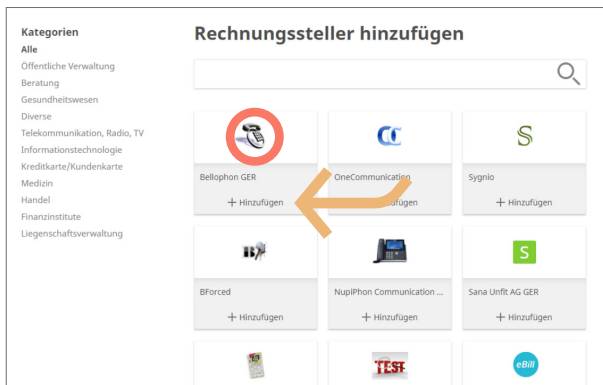 Kategorien
Alle
Öffentliche Verwaltung
Beratung
Gesundheitswesen
Diverse
Telekommunikation, Radio, TV
Informationstechnologie
Kreditkarte/Kundenkarte
Medizin
Handel
Finanzinstitute
Liegenschaftsverwaltung
Rechnungssteller hinzufügen
Bellophon GER
OneCommunication
Sygnio
+ Hinzufügen
+ Hinzufügen
S
BForced
NupiPhon Communication ...
Sana Unfit AG GER
+ Hinzufügen
+ Hinzufügen
+ Hinzufügen
TEST
eBill